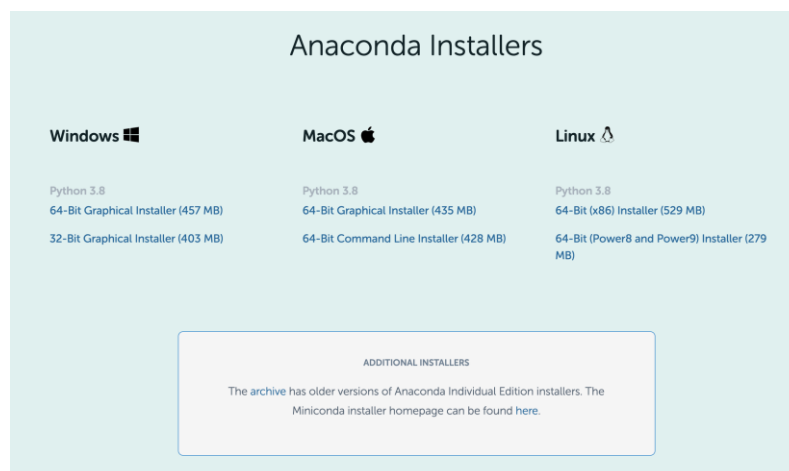 Anaconda Installers
Windows
MacOS
Linux
Python 3.8
64-Bit Graphical Installer (457 MB)
32-Bit Graphical Installer (403 MB)
Python 3.8
64-Bit Graphical Installer (435 MB)
64-Bit Command Line Installer (428 MB)
Python 3.8
64-Bit (x86) Installer (529 MB)
64-Bit (Power8 and Power9) Installer (279
MB)
ADDITIONAL INSTALLERS
The archive has older versions of Anaconda Individual Edition installers. The
Miniconda installer homepage can be found here.